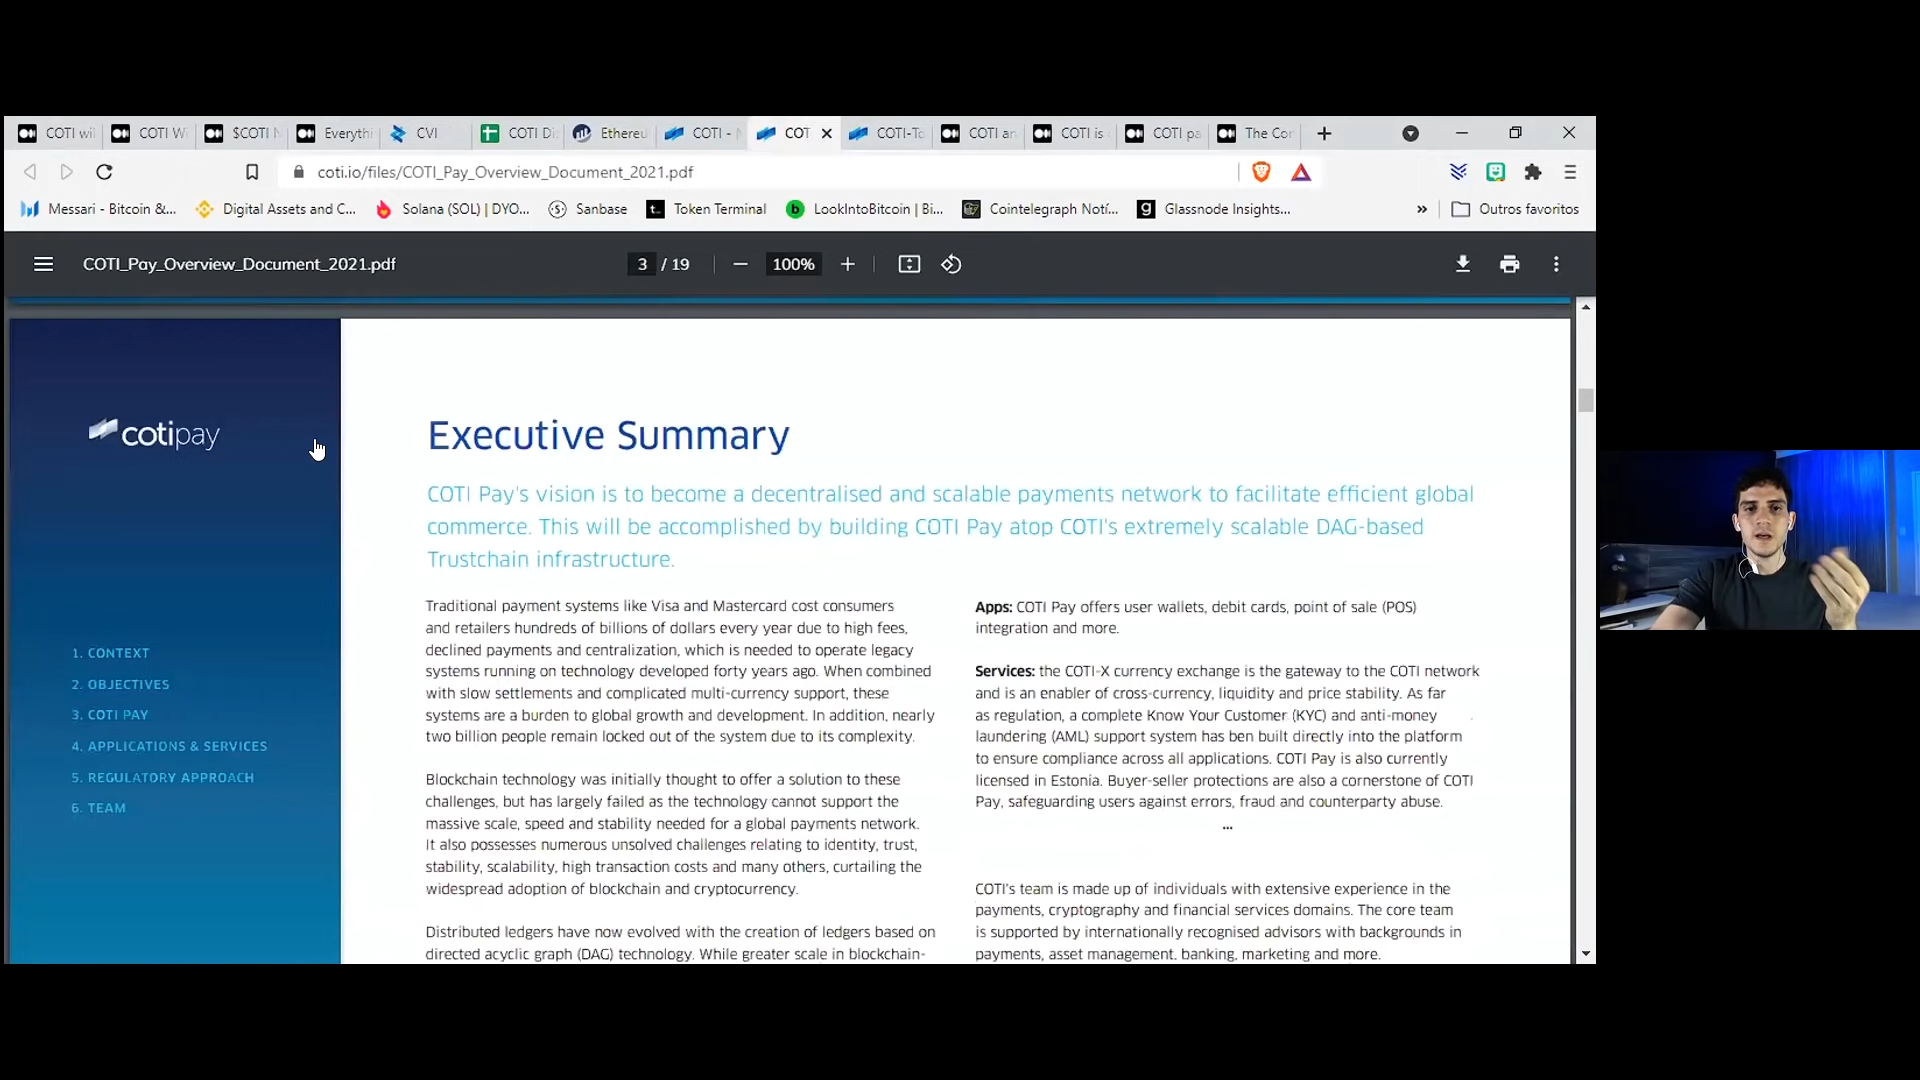 COTI wi
COTI W
$COTI
Everythi
CVI
COTI Di
Ethereu
COTI -
COT
COTI-To
COTI an
COTI is
COTI pa
The Cor
coti.io/files/COTI_Pay_Overview_Document_2021.pdf
Messari - Bitcoin &...
Digital Assets and C...
Solana (SOL) | DYO...
Sanbase
Token Terminal
LookIntoBitcoin | Bi...
Cointelegraph Notí...
Glassnode Insights...
»
Outros favoritos
COTI_Pay_Overview_Document_2021.pdf
3 / 19
100%
cotipay
1. CONTEXT
2. OBJECTIVES
3. COTI PAY
4. APPLICATIONS & SERVICES
5. REGULATORY APPROACH
6. TEAM
Executive Summary
COTI Pay's vision is to become a decentralised and scalable payments network to facilitate efficient global
commerce. This will be accomplished by building COTI Pay atop COTI's extremely scalable DAG-based
Trustchain infrastructure.
Traditional payment systems like Visa and Mastercard cost consumers
and retailers hundreds of billions of dollars every year due to high fees,
declined payments and centralization, which is needed to operate legacy
systems running on technology developed forty years ago. When combined
with slow settlements and complicated multi-currency support, these
systems are a burden to global growth and development. In addition, nearly
two billion people remain locked out of the system due to its complexity.
Blockchain technology was initially thought to offer a solution to these
challenges, but has largely failed as the technology cannot support the
massive scale, speed and stability needed for a global payments network.
It also possesses numerous unsolved challenges relating to identity, trust,
stability, scalability, high transaction costs and many others, curtailing the
widespread adoption of blockchain and cryptocurrency.
Distributed ledgers have now evolved with the creation of ledgers based on
directed acyclic graph (DAG) technology. While greater scale in blockchain-
Apps: COTI Pay offers user wallets, debit cards, point of sale (POS)
integration and more.
Services: the COTI-X currency exchange is the gateway to the COTI network
and is an enabler of cross-currency, liquidity and price stability. As far
as regulation, a complete Know Your Customer (KYC) and anti-money
laundering (AML) support system has ben built directly into the platform
to ensure compliance across all applications. COTI Pay is also currently
licensed in Estonia. Buyer-seller protections are also a cornerstone of COTI
Pay, safeguarding users against errors, fraud and counterparty abuse.
...
COTI's team is made up of individuals with extensive experience in the
payments, cryptography and financial services domains. The core team
is supported by internationally recognised advisors with backgrounds in
payments, asset management, banking, marketing and more.